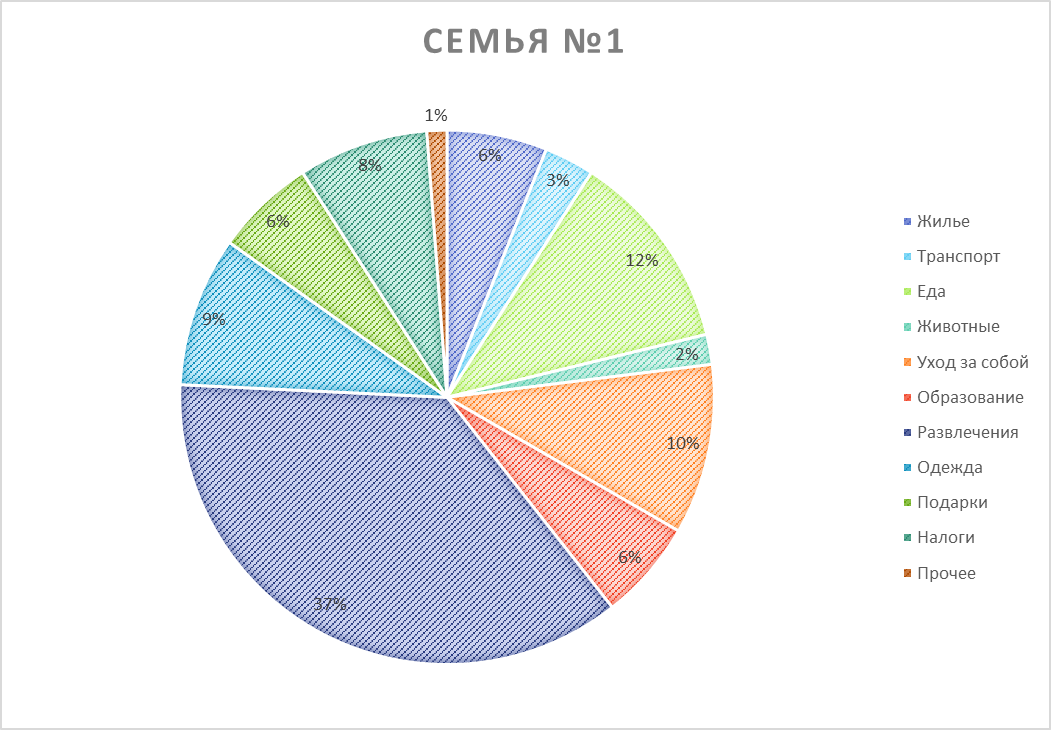 СЕМЬЯ №1
1%
6%
8%
3%
6%
12%
9%
2%
10%
6%
37%
Жилье
Транспорт
Еда
Животные
Уход за собой
Образование
Развлечения
Одежда
Подарки
Налоги
Прочее